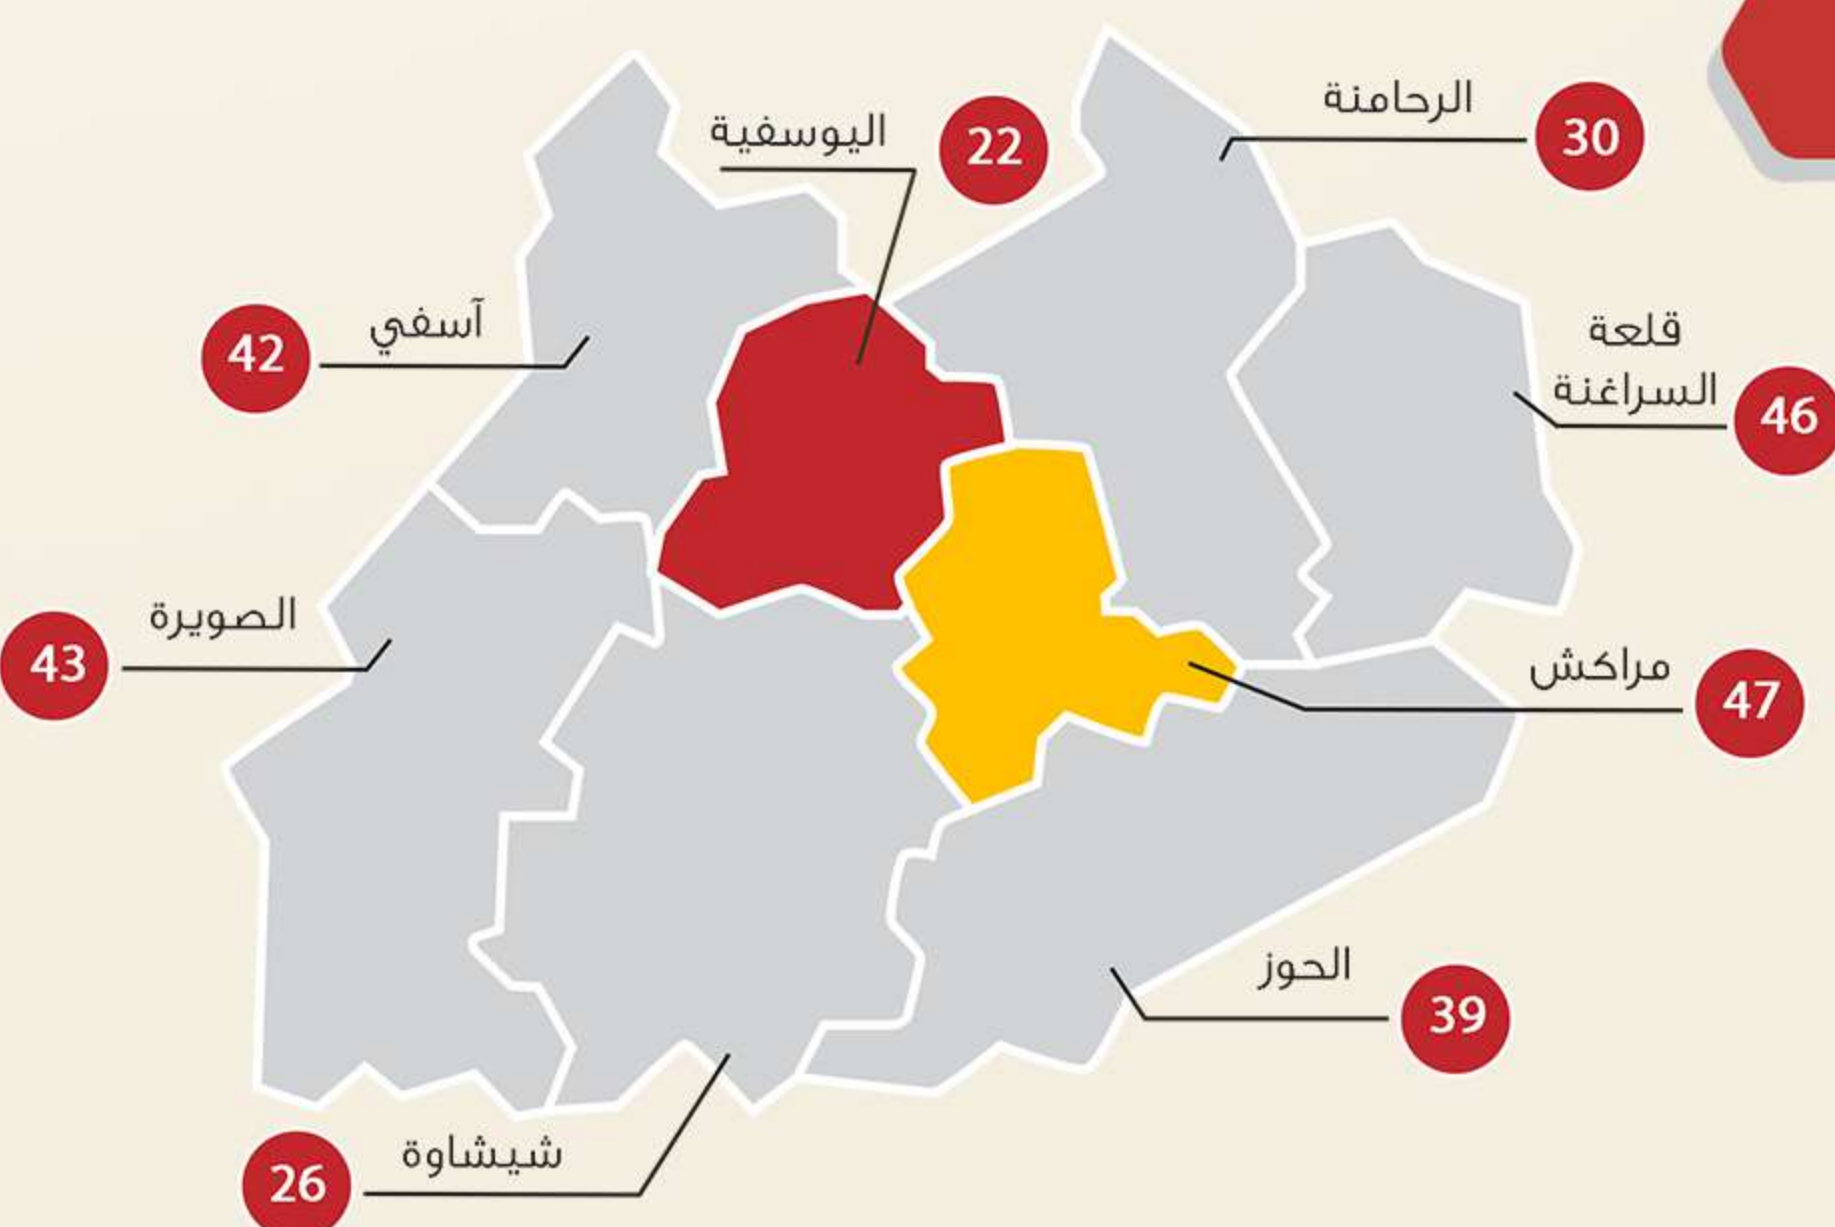 الرحامنة
30
اليوسفية
22
قلعة
السراغنة
46
آسفي
42
الصويرة
43
مراكش
47
الحوز
39
شيشاوة
26